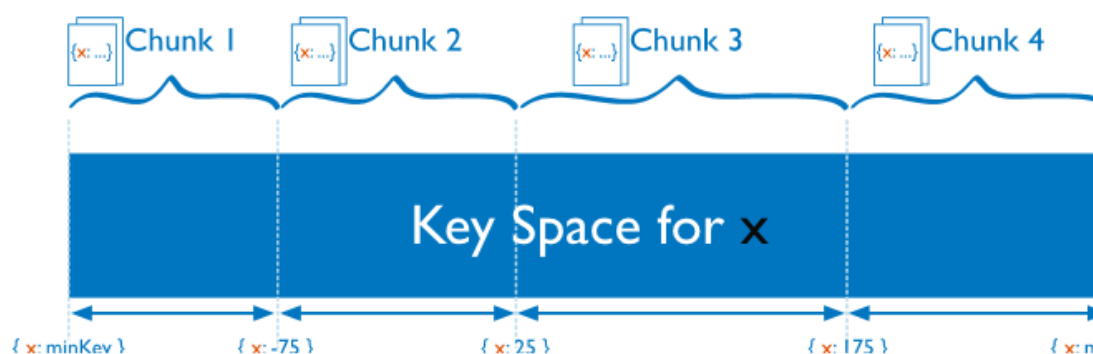 {x: ...} Chunk 1 {x: ...} Chunk 2 {x: ...} Chunk 3 {x: ...} Chunk 4
Key Space for x
{ x: minKey } { x: -75 } { x: 25 } { x: 175 } { x: